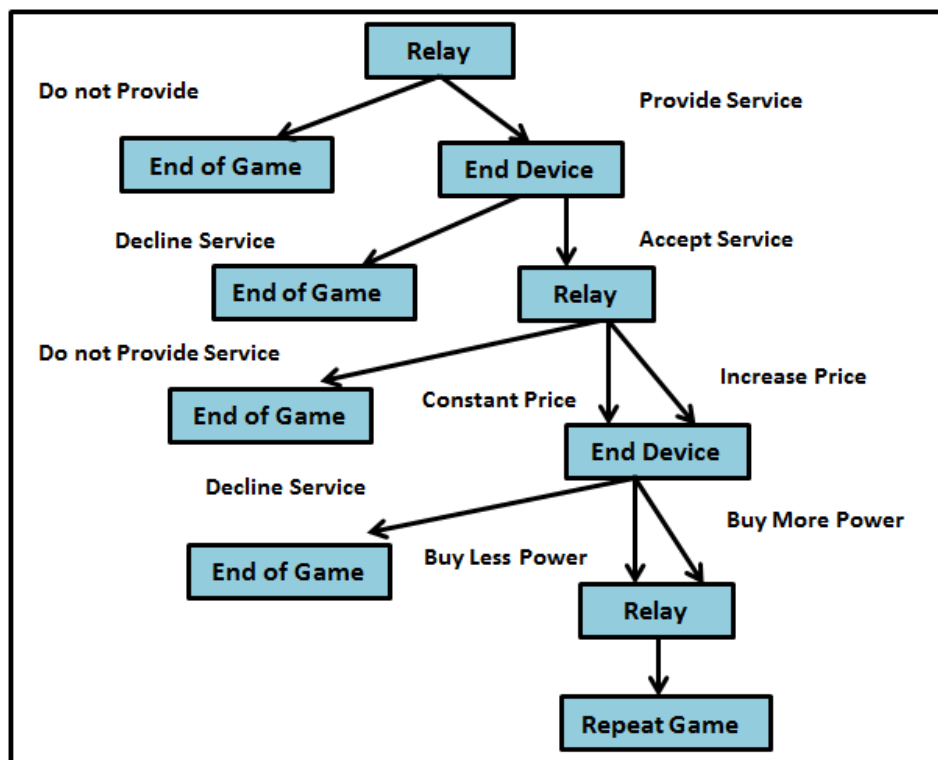 Relay
Do not Provide
Provide Service
End of Game
End Device
Decline Service
Accept Service
End of Game
Relay
Do not Provide Service
Increase Price
Constant Price
End of Game
End Device
Decline Service
Buy More Power
Buy Less Power
End of Game
Relay
Repeat Game